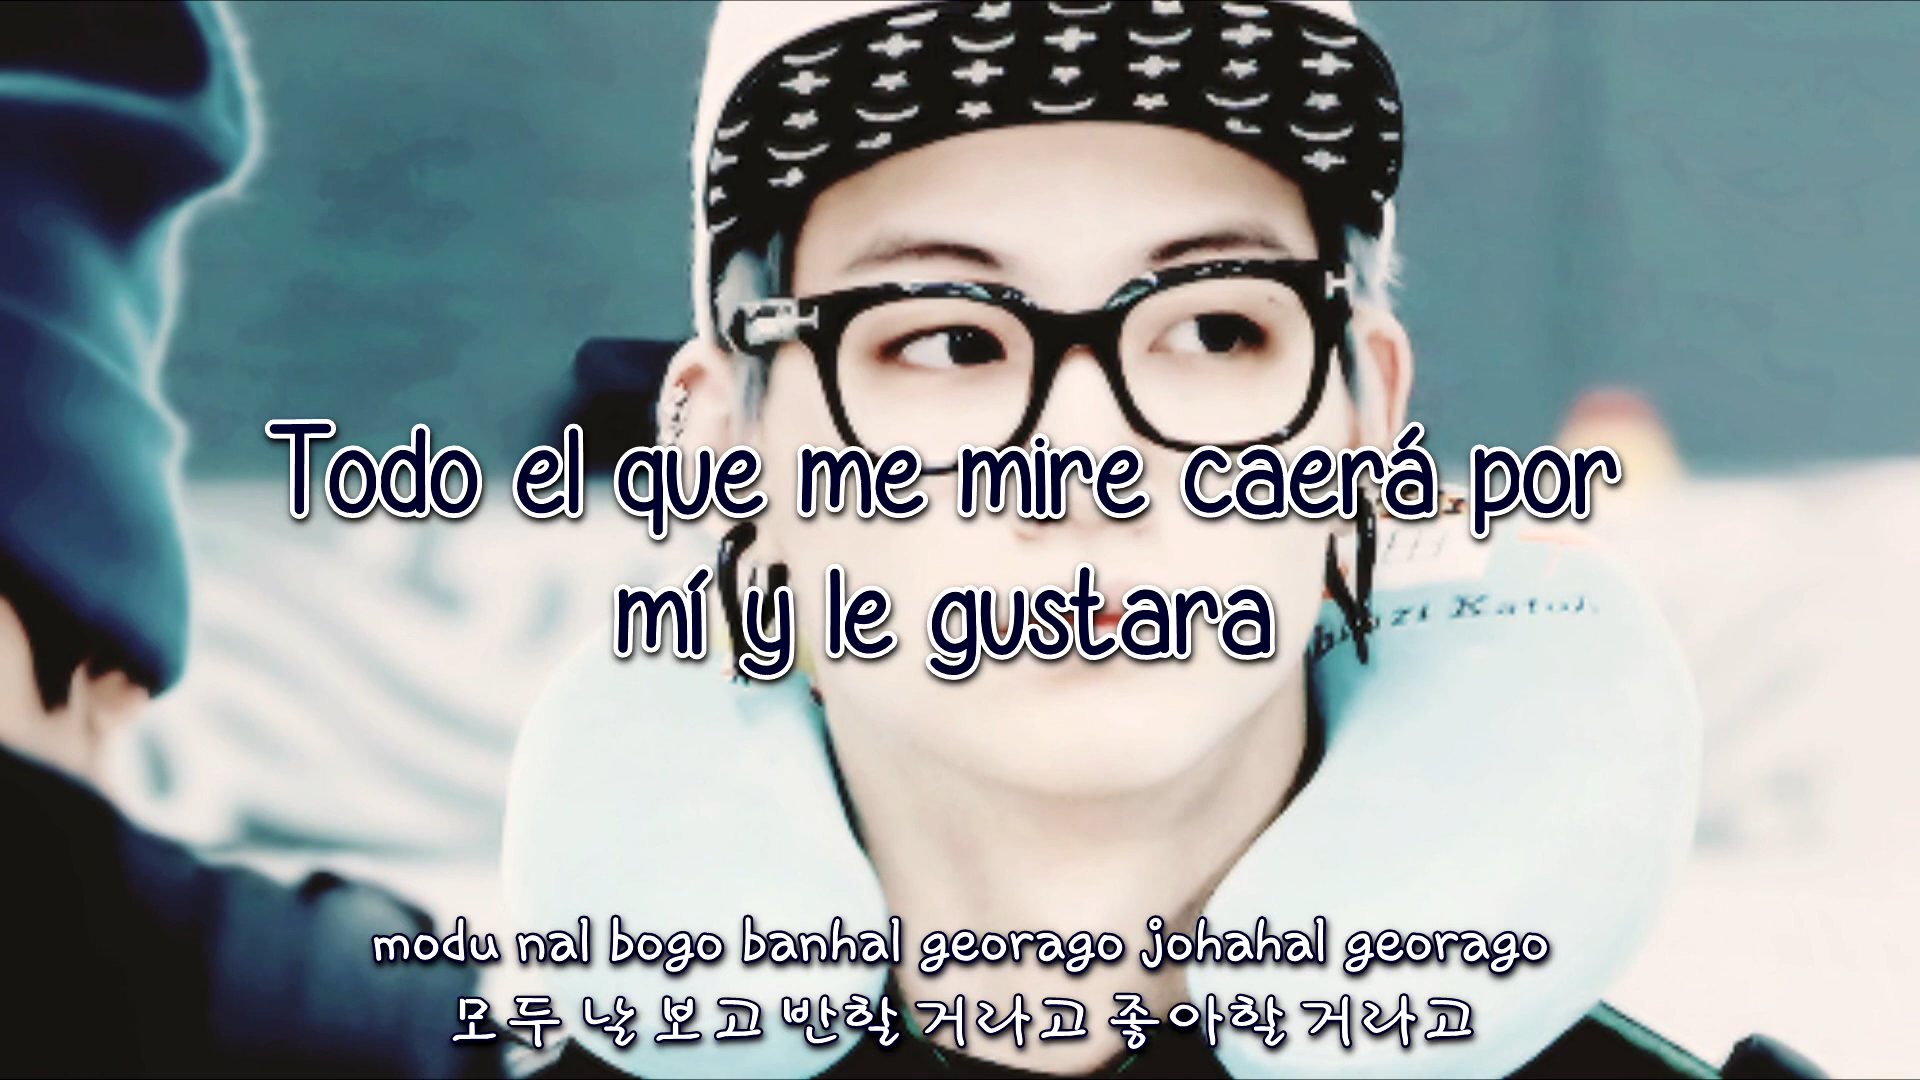 Todo el que me mire caerá por
mí y le gustara
modu nal bogo banhal georago johahal georago
모두 날 보고 반할 거라고 좋아할 거라고